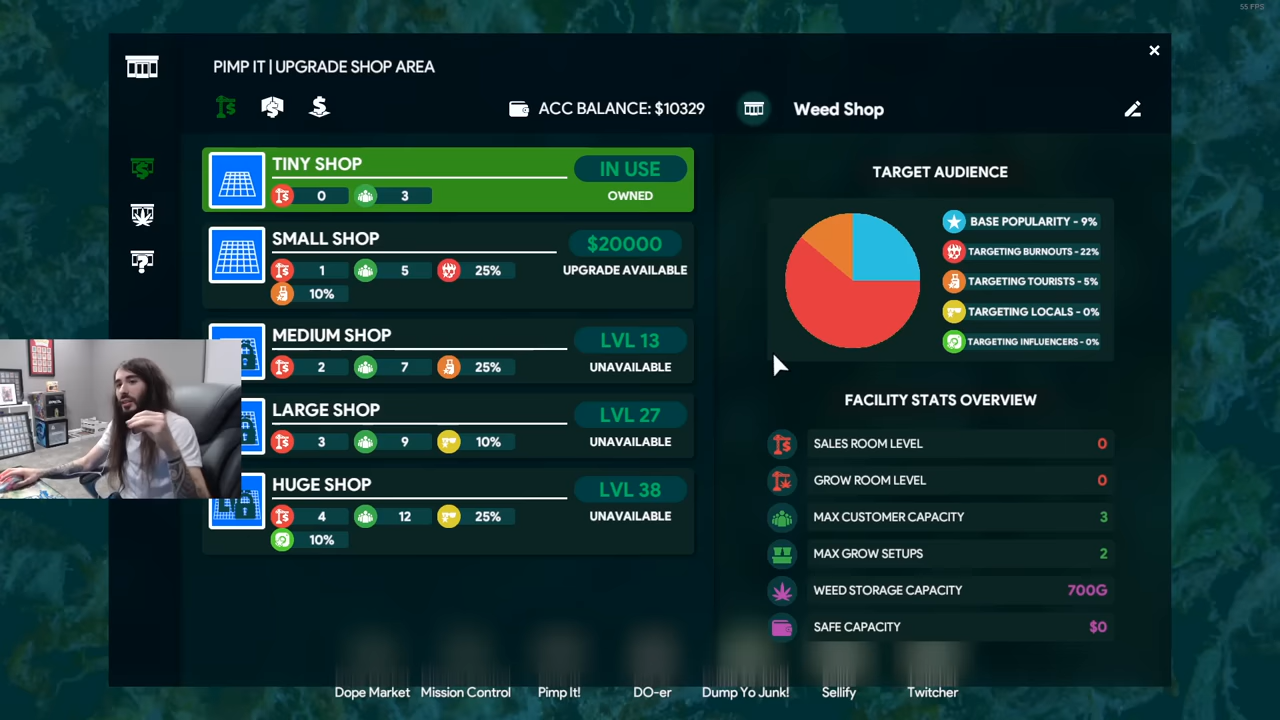 55 FPS
PIMP IT | UPGRADE SHOP AREA
ACC BALANCE: $10329
Weed Shop
TINY SHOP
IN USE
0
3
OWNED
SMALL SHOP
$20000
1
5
25%
UPGRADE AVAILABLE
10%
MEDIUM SHOP
LVL 13
2
7
25%
UNAVAILABLE
LARGE SHOP
LVL 27
3
9
10%
UNAVAILABLE
HUGE SHOP
LVL 38
4
12
25%
UNAVAILABLE
10%
TARGET AUDIENCE
BASE POPULARITY - 9%
TARGETING BURNOUTS - 22%
TARGETING TOURISTS - 5%
TARGETING LOCALS - 0%
TARGETING INFLUENCERS - 0%
FACILITY STATS OVERVIEW
SALES ROOM LEVEL 0
GROW ROOM LEVEL 0
MAX CUSTOMER CAPACITY 3
MAX GROW SETUPS 2
WEED STORAGE CAPACITY 700G
SAFE CAPACITY $0
Dope Market Mission Control Pimp It! DO-er Dump Yo Junk! Sellify Twitcher